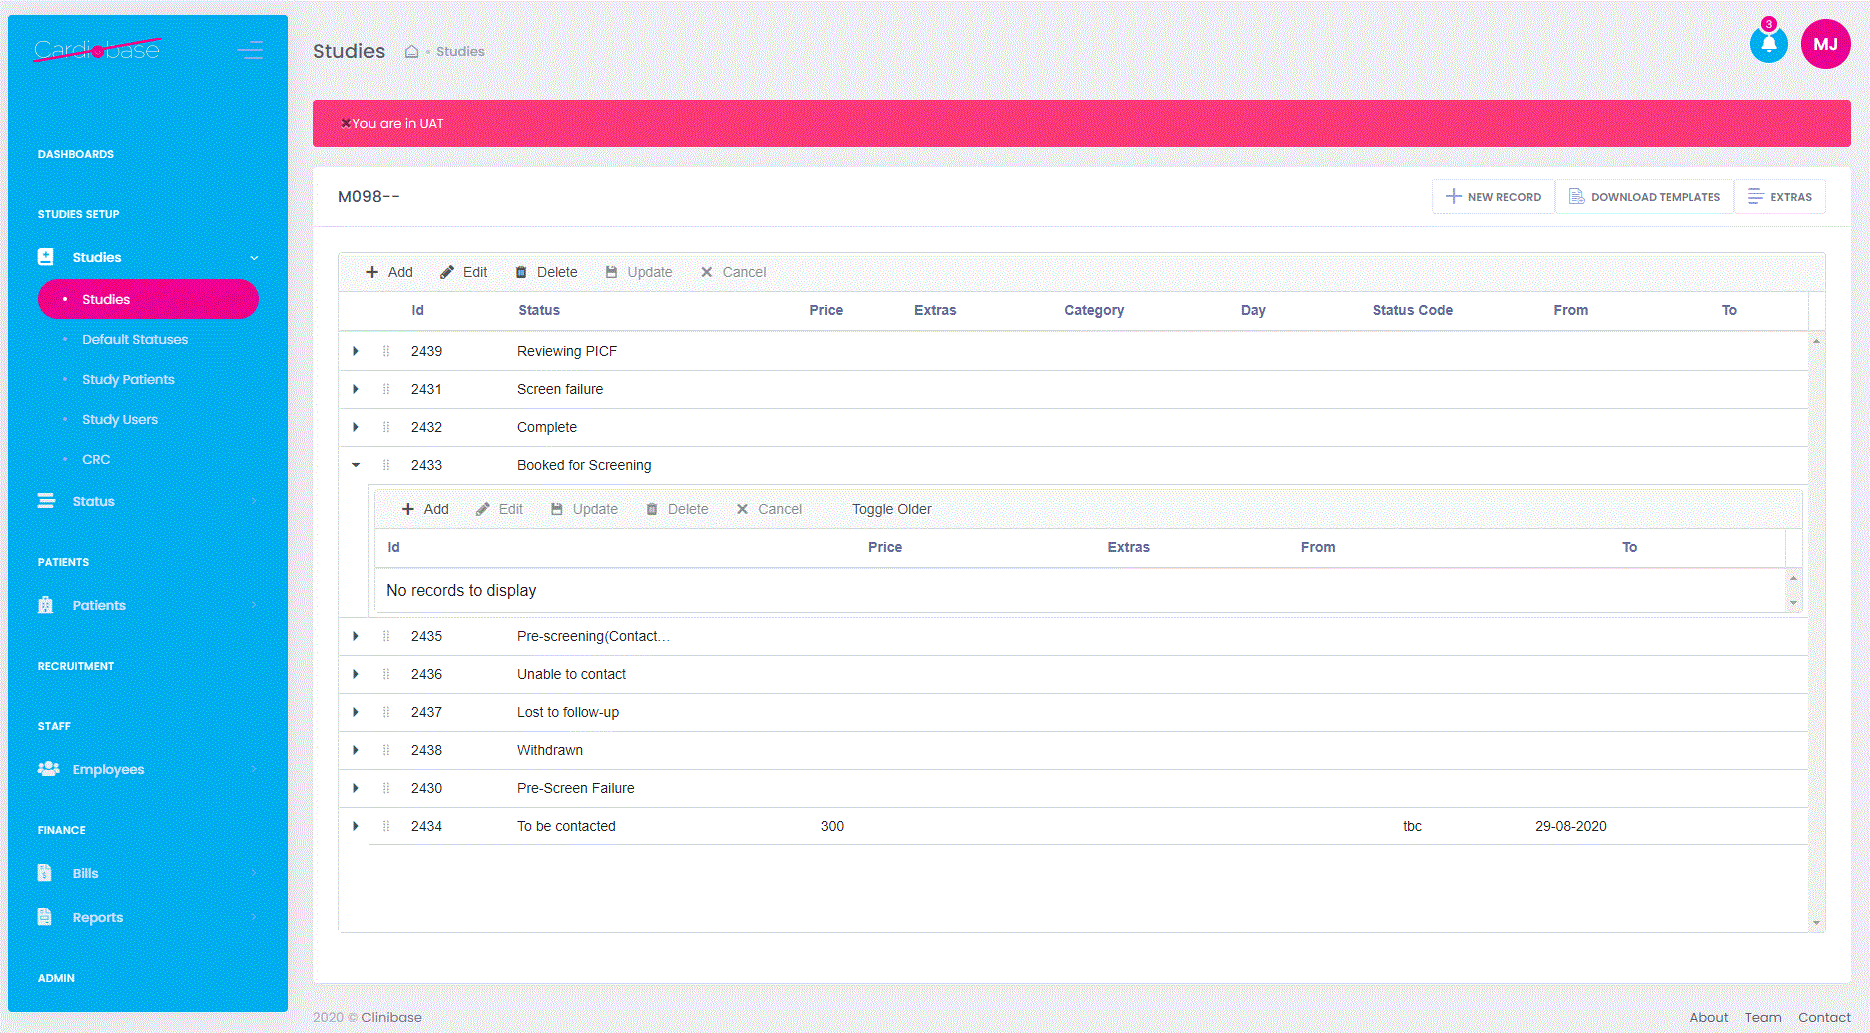 Cardiobase
DASHBOARDS
STUDIES SETUP
Studies
Studies
Default Statuses
Study Patients
Study Users
CRC
Status
PATIENTS
Patients
RECRUITMENT
STAFF
Employees
FINANCE
Bills
Reports
ADMIN
Studies • Studies
3
MJ
×You are in UAT
M098--
NEW RECORD DOWNLOAD TEMPLATES EXTRAS
Add Edit Delete Update Cancel
Id Status Price Extras Category Day Status Code From To
2439 Reviewing PICF
2431 Screen failure
2432 Complete
2433 Booked for Screening
Add Edit Update Delete Cancel Toggle Older
Id Price Extras From To
No records to display
2435 Pre-screening(Contact...
2436 Unable to contact
2437 Lost to follow-up
2438 Withdrawn
2430 Pre-Screen Failure
2434 To be contacted 300 tbc 29-08-2020
2020 © Clinibase
About Team Contact